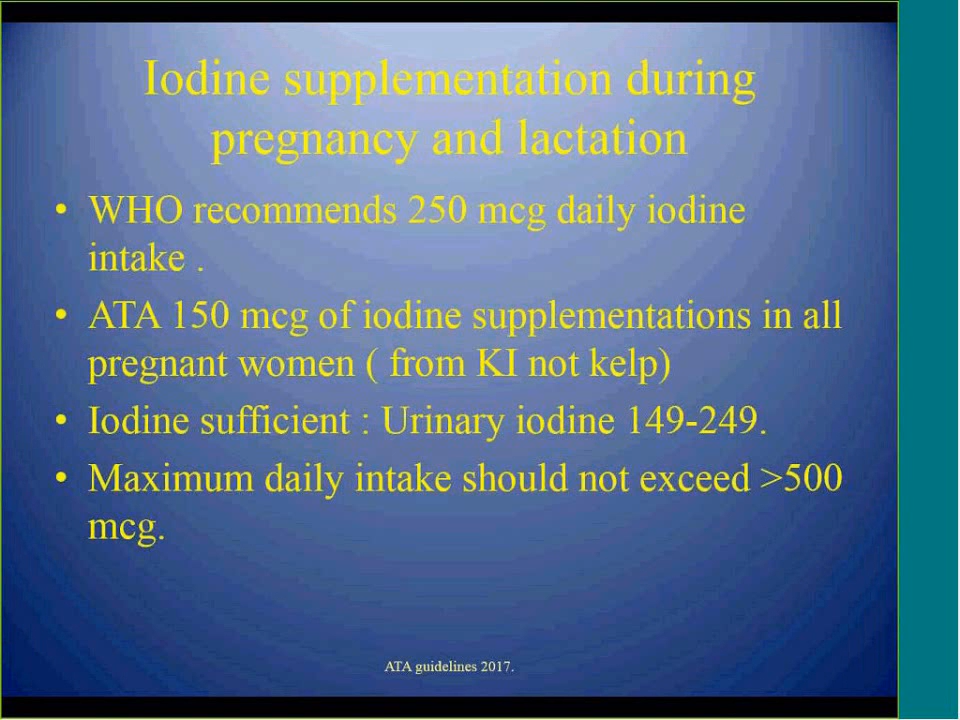 Iodine supplementation during
pregnancy and lactation
• WHO recommends 250 mcg daily iodine
intake .
• ATA 150 mcg of iodine supplementations in all
pregnant women ( from KI not kelp)
• Iodine sufficient : Urinary iodine 149-249.
• Maximum daily intake should not exceed >500
mcg.
ATA guidelines 2017.